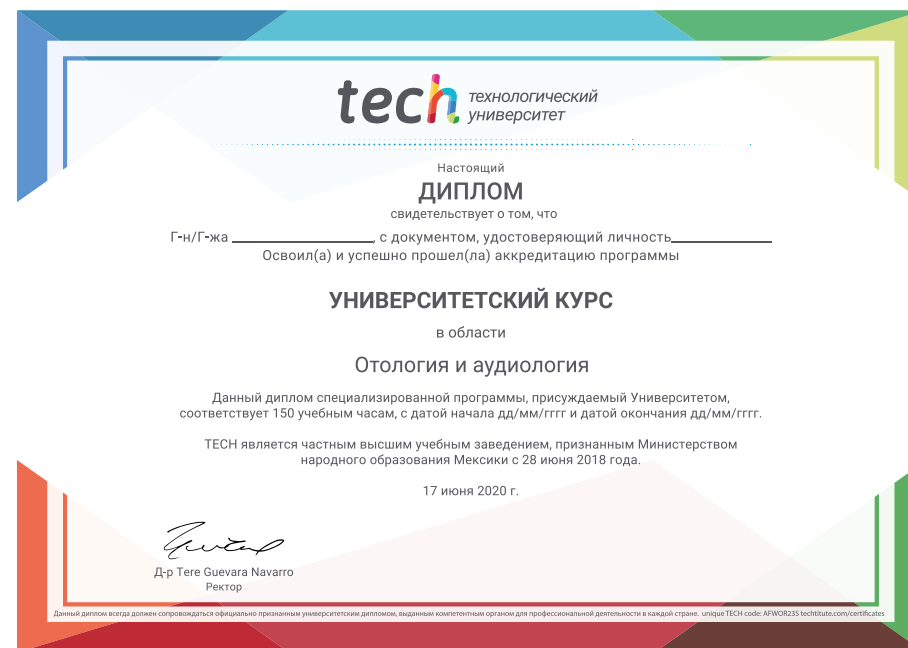 tech технологический
университет
Настоящий
ДИПЛОМ
свидетельствует о том, что
Г-н/Г-жа ____________, с документом, удостоверяющий личность____________
Освоил(а) и успешно прошел(ла) аккредитацию программы
УНИВЕРСИТЕТСКИЙ КУРС
в области
Отология и аудиология
Данный диплом специализированной программы, присуждаемый Университетом,
соответствует 150 учебным часам, с датой начала дд/мм/гггг и датой окончания дд/мм/гггг.
TECH является частным высшим учебным заведением, признанным Министерством
народного образования Мексики с 28 июня 2018 года.
17 июня 2020 г.
Д-р Tere Guevara Navarro
Ректор
Данный диплом всегда должен сопровождаться официально признанным университетским дипломом, выданным компетентным органом для профессиональной деятельности в каждой стране. unique TECH code: AFWOR23S techtitute.com/certificates